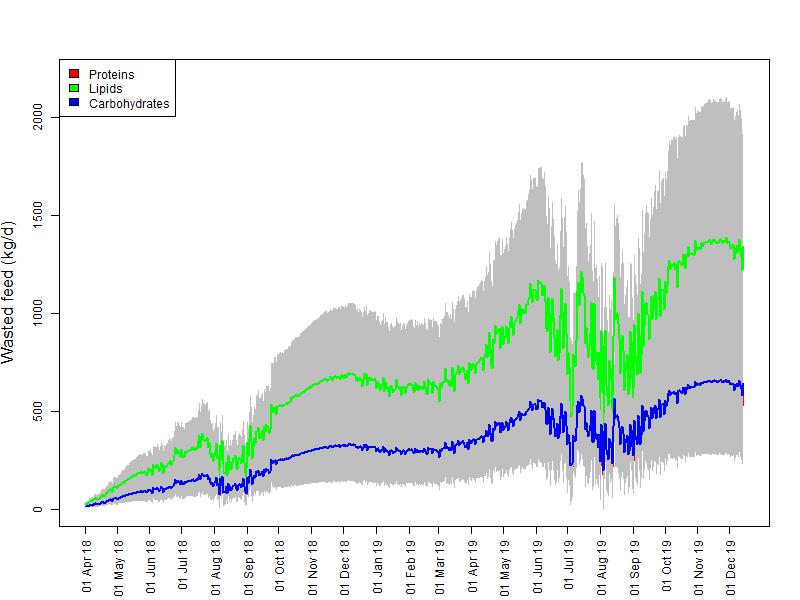 Proteins
Lipids
Carbohydrates
Wasted feed (kg/d)
2000
1500
1000
500
0
01 Apr 18
01 May 18
01 Jun 18
01 Jul 18
01 Aug 18
01 Sep 18
01 Oct 18
01 Nov 18
01 Dec 18
01 Jan 19
01 Feb 19
01 Mar 19
01 Apr 19
01 May 19
01 Jun 19
01 Jul 19
01 Aug 19
01 Sep 19
01 Oct 19
01 Nov 19
01 Dec 19